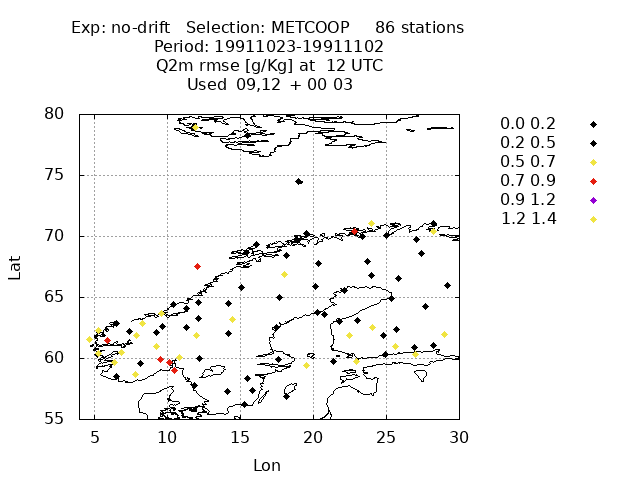 Exp: no-drift   Selection: METCOOP     86 stations
Period: 19911023-19911102
Q2m rmse [g/Kg] at  12 UTC
Used  09,12  + 00 03
80
75
70
65
60
55
Lat
5 10 15 20 25 30
Lon
0.0 0.2
0.2 0.5
0.5 0.7
0.7 0.9
0.9 1.2
1.2 1.4